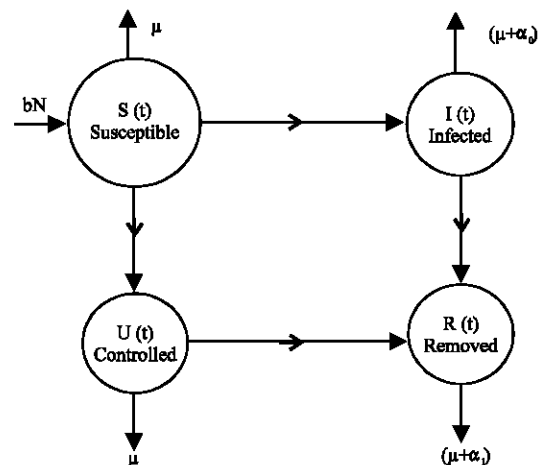 μ
(μ+α₀)
bN
S (t)
Susceptible
I (t)
Infected
U (t)
Controlled
R (t)
Removed
μ
(μ+α₁)